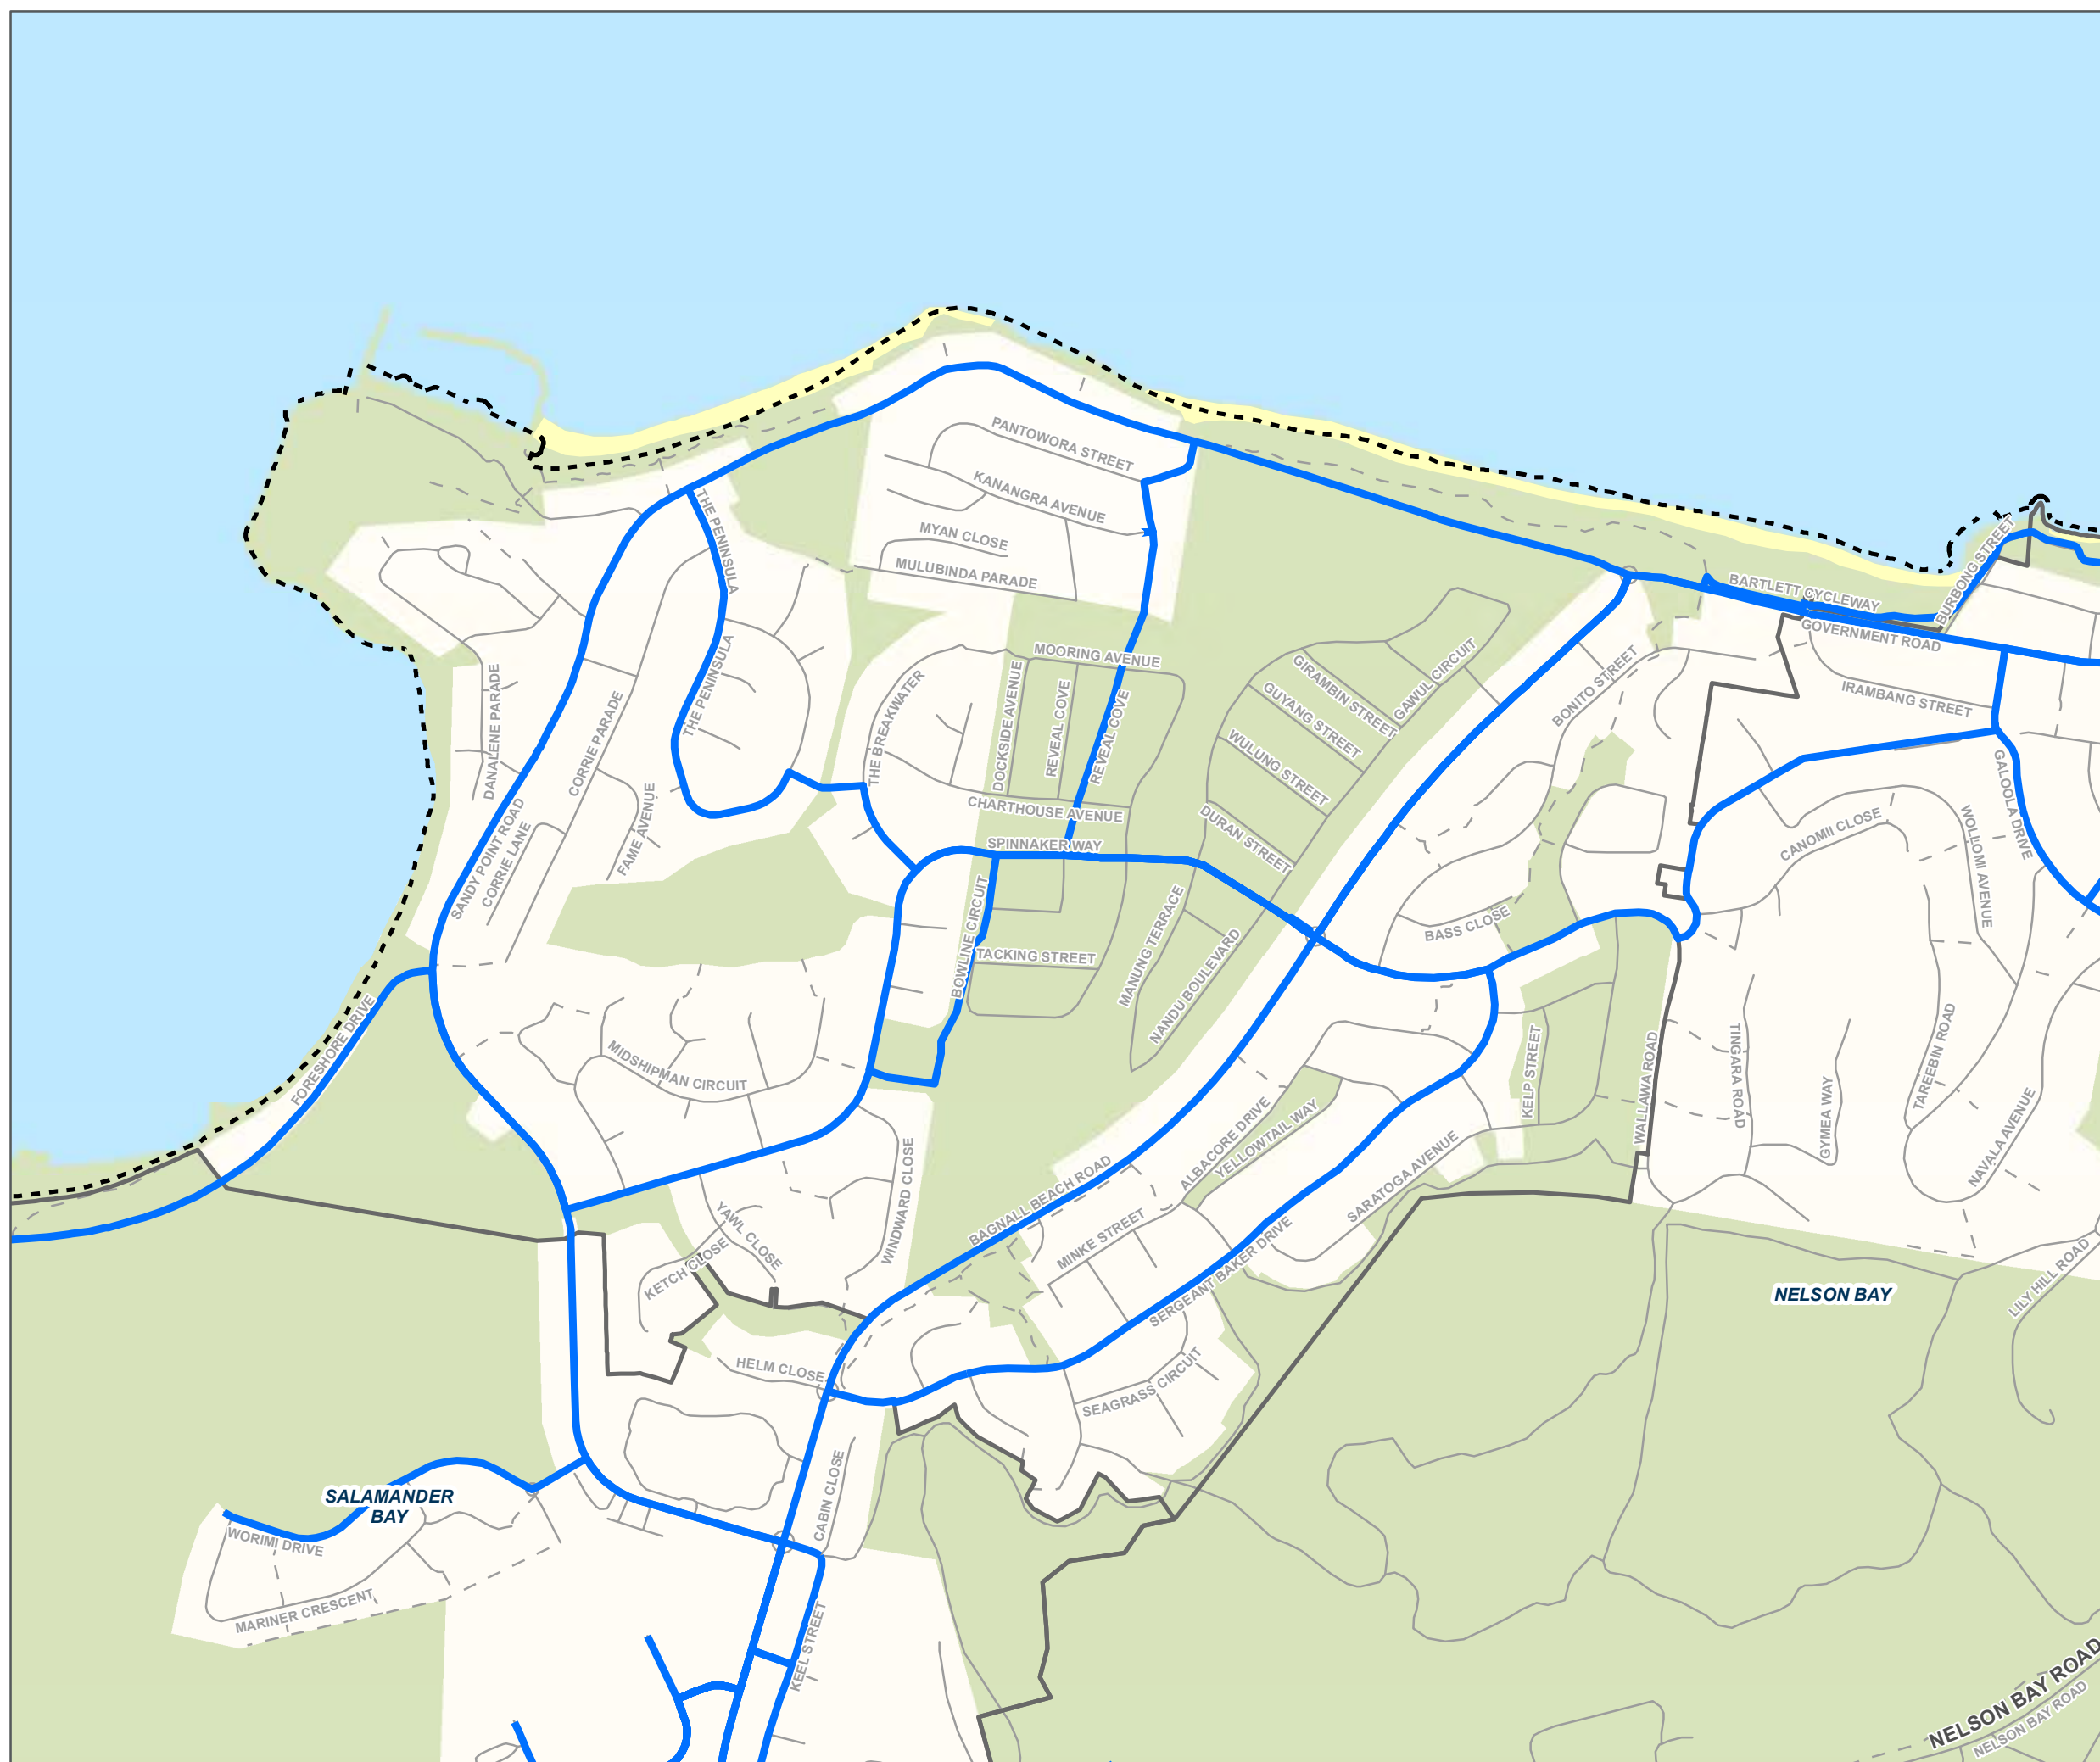 PANTOWORA STREET
KANANGRA AVENUE
MYAN CLOSE
MULUBINDA PARADE
THE PENINSULA
THE PENINSULA
BURBONG STREET
BARTLETT CYCLEWAY
GOVERNMENT ROAD
IRAMBANG STREET
MOORING AVENUE
THE BREAKWATER
DOCKSIDE AVENUE
REVEAL COVE
REVEAL COVE
GIRAMBIN STREET
GAWUL CIRCUIT
GUYANG STREET
WULUNG STREET
BONITO STREET
DANALENE PARADE
CORRIE PARADE
SANDY POINT ROAD
CORRIE LANE
FAME AVENUE
CHARTHOUSE AVENUE
SPINNAKER WAY
DURAN STREET
GALOOLA DRIVE
CANOMII CLOSE
WOLLOMI AVENUE
BASS CLOSE
BOWLINE CIRCUIT
TACKING STREET
MANUNG TERRACE
NANDU BOULEVARD
FORESHORE DRIVE
MIDSHIPMAN CIRCUIT
ALBACORE DRIVE
YELLOWTAIL WAY
KELP STREET
WALLAWA ROAD
TINGARA ROAD
GYMEA WAY
TAREEBIN ROAD
NAVALA AVENUE
WINDWARD CLOSE
YAWL CLOSE
KETCH CLOSE
BAGNALL BEACH ROAD
MINKE STREET
SARATOGA AVENUE
SERGEANT BAKER DRIVE
LILY HILL ROAD
NELSON BAY
HELM CLOSE
SEAGRASS CIRCUIT
CABIN CLOSE
SALAMANDER
BAY
WORIMI DRIVE
MARINER CRESCENT
KEEL STREET
NELSON BAY ROAD
NELSON BAY ROAD